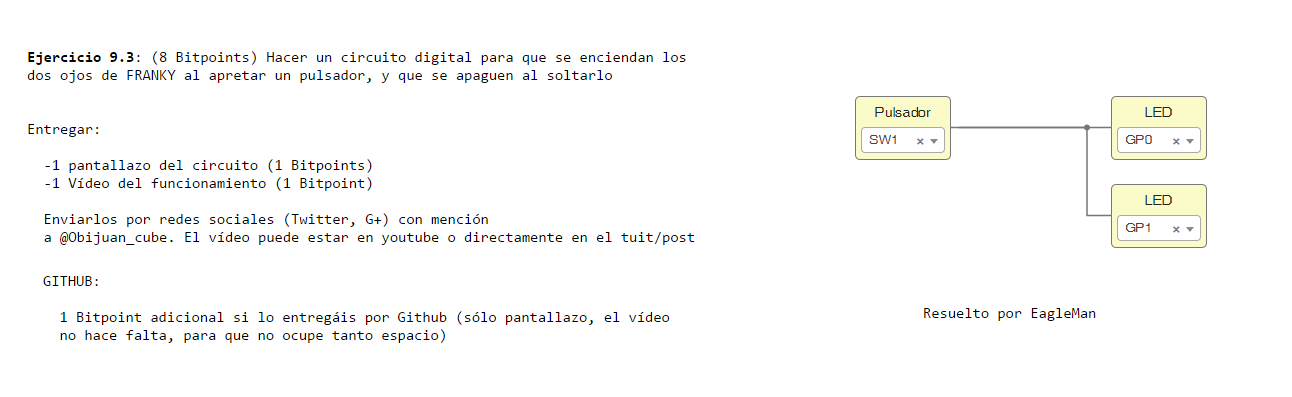 Ejercicio 9.3: (8 Bitpoints) Hacer un circuito digital para que se enciendan los
dos ojos de FRANKY al apretar un pulsador, y que se apaguen al soltarlo
Entregar:
-1 pantallazo del circuito (1 Bitpoints)
-1 Vídeo del funcionamiento (1 Bitpoint)
Enviarlos por redes sociales (Twitter, G+) con mención
a @Obijuan_cube. El vídeo puede estar en youtube o directamente en el tuit/post
GITHUB:
1 Bitpoint adicional si lo entregáis por Github (sólo pantallazo, el vídeo
no hace falta, para que no ocupe tanto espacio)
Pulsador
SW1
LED
GP0
LED
GP1
Resuelto por EagleMan